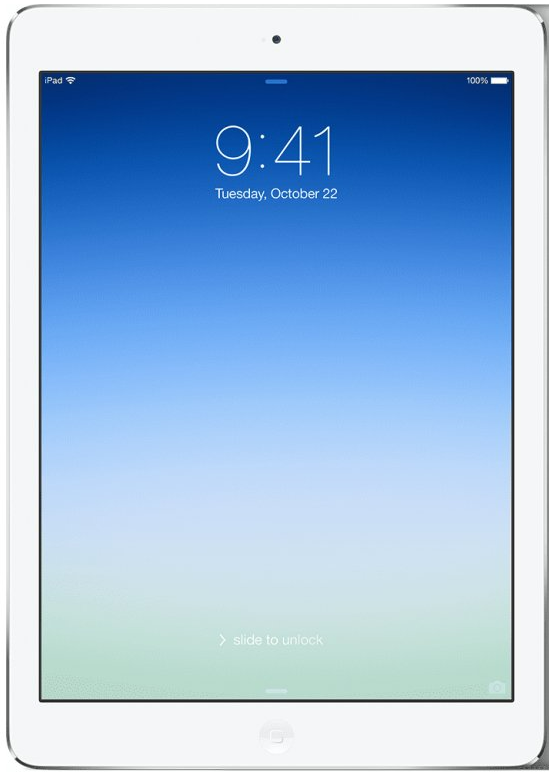 iPad 100%
9:41
Tuesday, October 22
> slide to unlock